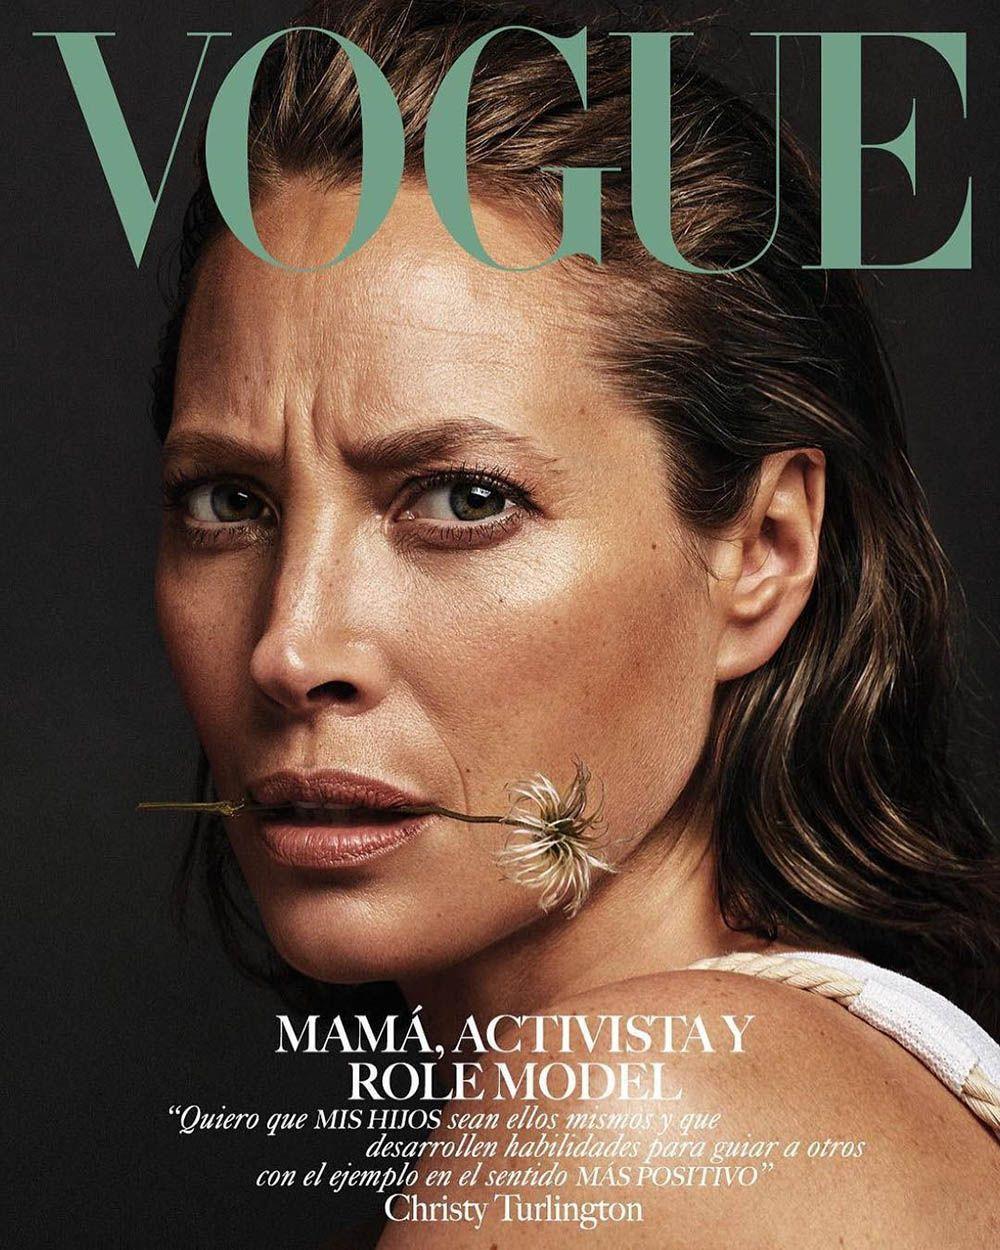 VOGUE
MAMÁ, ACTIVISTA Y
ROLE MODEL
“Quiero que MIS HIJOS sean ellos mismos y que
desarrollen habilidades para guiar a otros
con el ejemplo en el sentido MÁS POSITIVO”
Christy Turlington